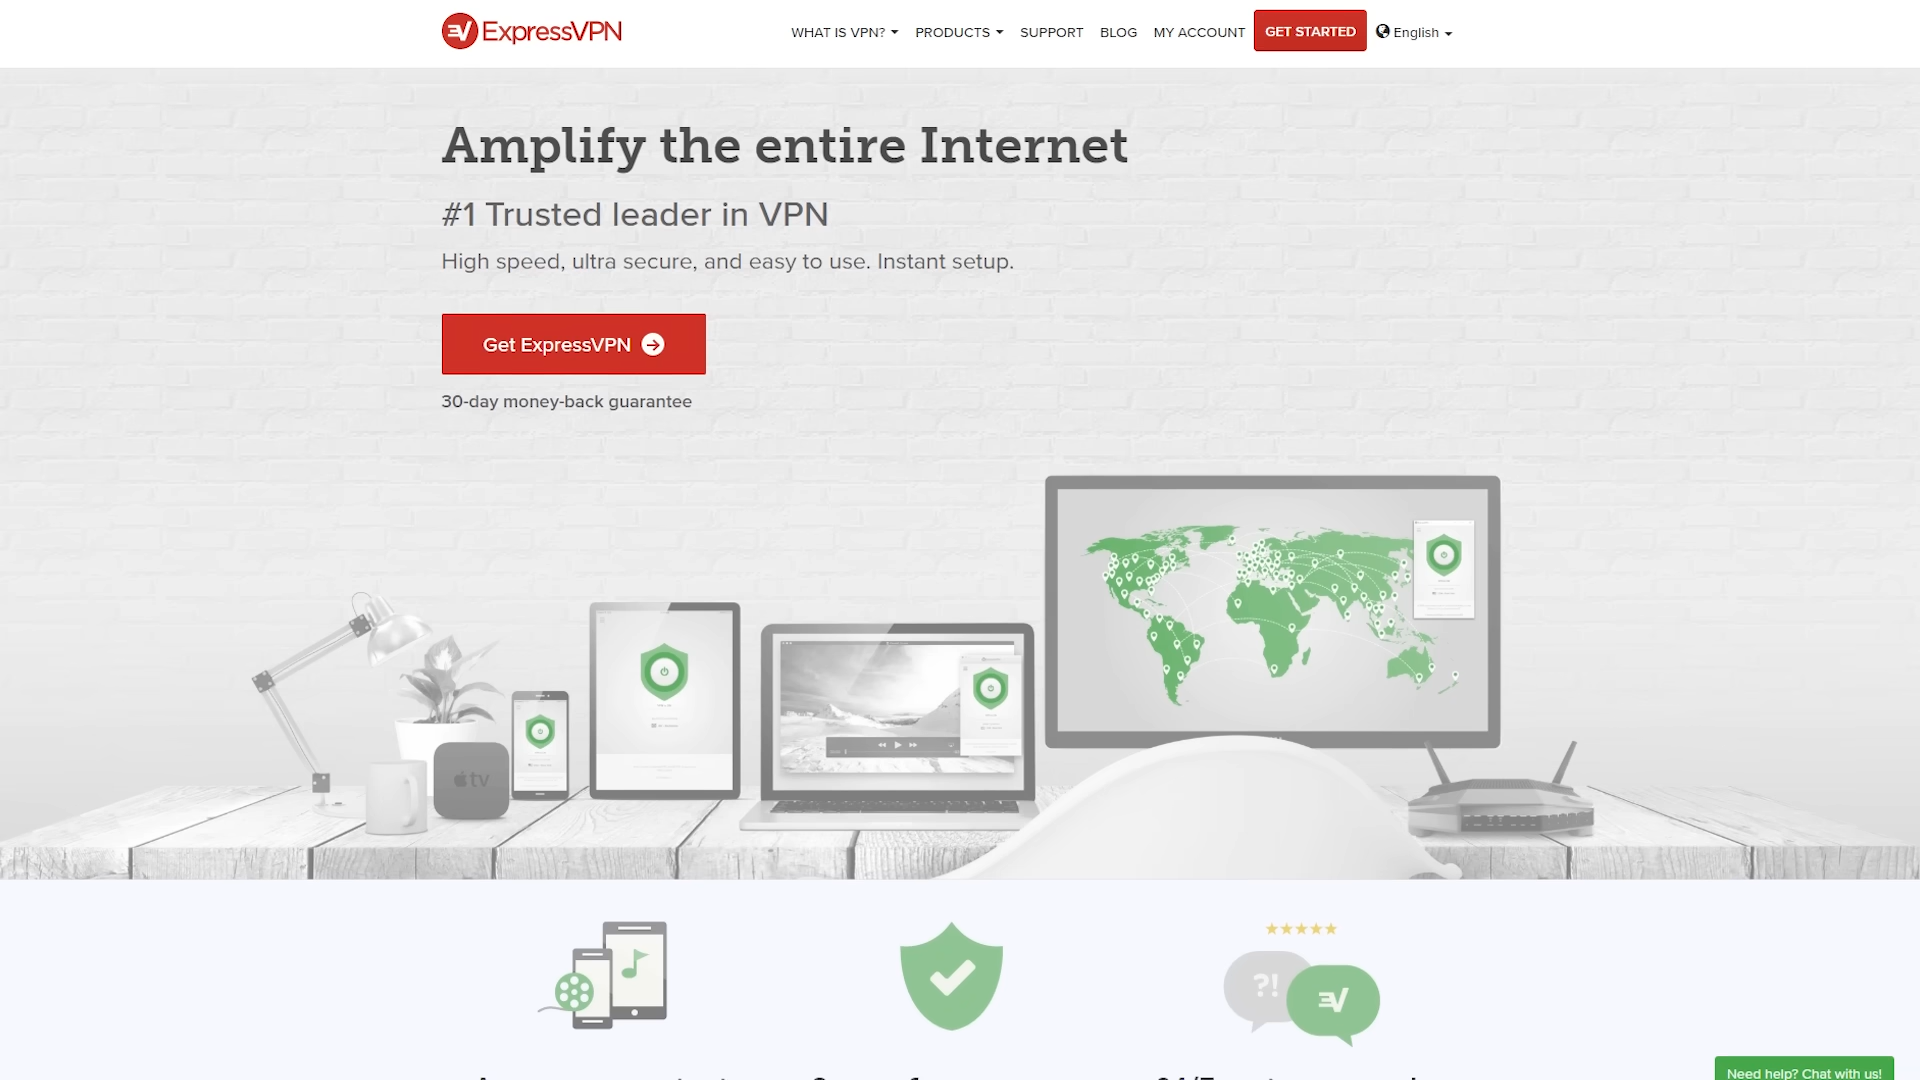 ExpressVPN
WHAT IS VPN?
PRODUCTS
SUPPORT
BLOG
MY ACCOUNT
GET STARTED
English
Amplify the entire Internet
#1 Trusted leader in VPN
High speed, ultra secure, and easy to use. Instant setup.
Get ExpressVPN
30-day money-back guarantee
tv
?!
Need help? Chat with us!